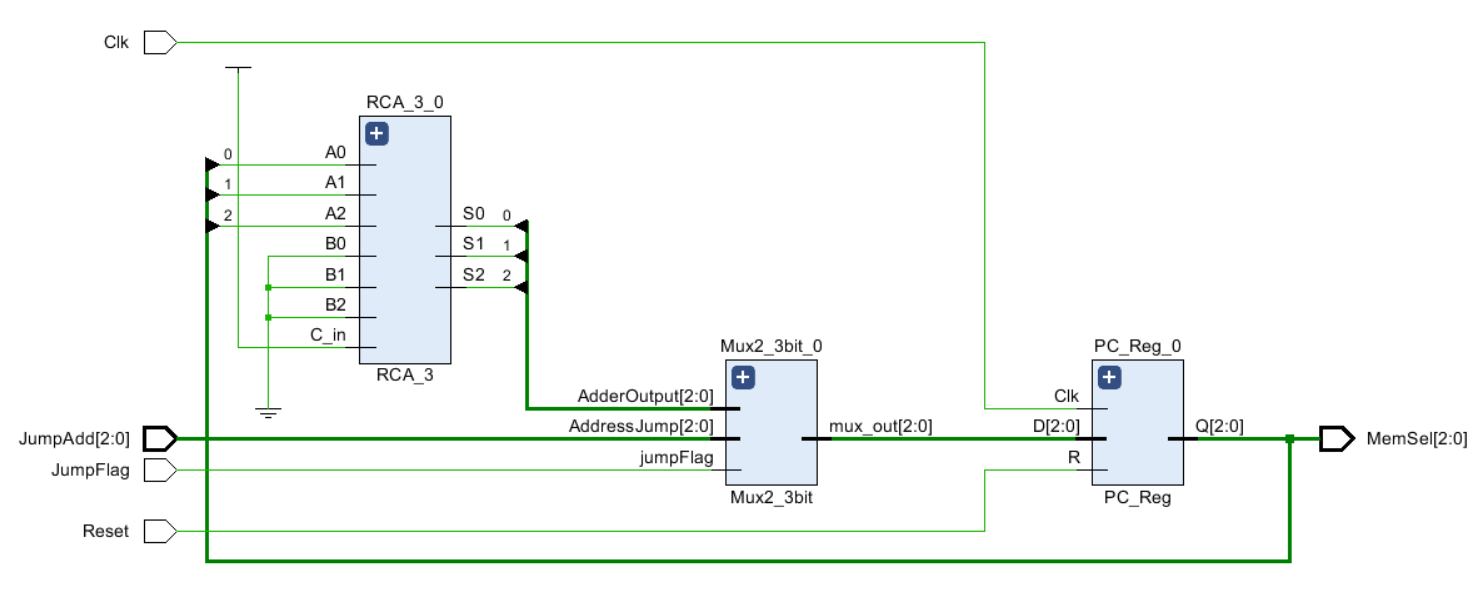 Clk
RCA_3_0
0
A0
1
A1
2
A2
S0
0
B0
S1
1
B1
S2
2
B2
C_in
RCA_3
Mux2_3bit_0
PC_Reg_0
AdderOutput[2:0]
Clk
JumpAdd[2:0]
AddressJump[2:0]
mux_out[2:0]
D[2:0]
Q[2:0]
MemSel[2:0]
JumpFlag
jumpFlag
R
Mux2_3bit
PC_Reg
Reset